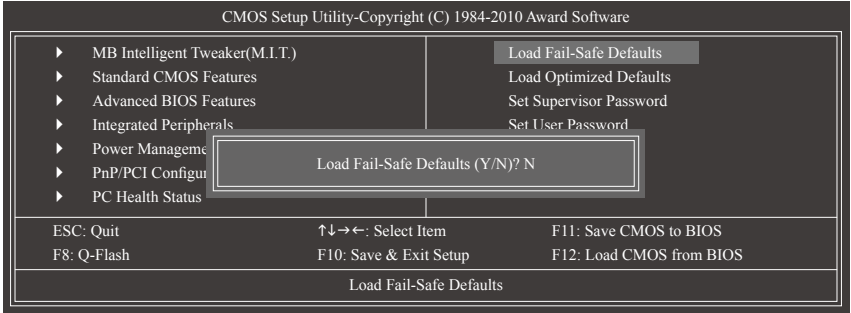 CMOS Setup Utility-Copyright (C) 1984-2010 Award Software
MB Intelligent Tweaker(M.I.T.)
Standard CMOS Features
Advanced BIOS Features
Integrated Peripherals
Power Manageme
PnP/PCI Configur
PC Health Status
Load Fail-Safe Defaults
Load Optimized Defaults
Set Supervisor Password
Set User Password
Load Fail-Safe Defaults (Y/N)? N
ESC: Quit ↑↓→←: Select Item F11: Save CMOS to BIOS
F8: Q-Flash F10: Save & Exit Setup F12: Load CMOS from BIOS
Load Fail-Safe Defaults